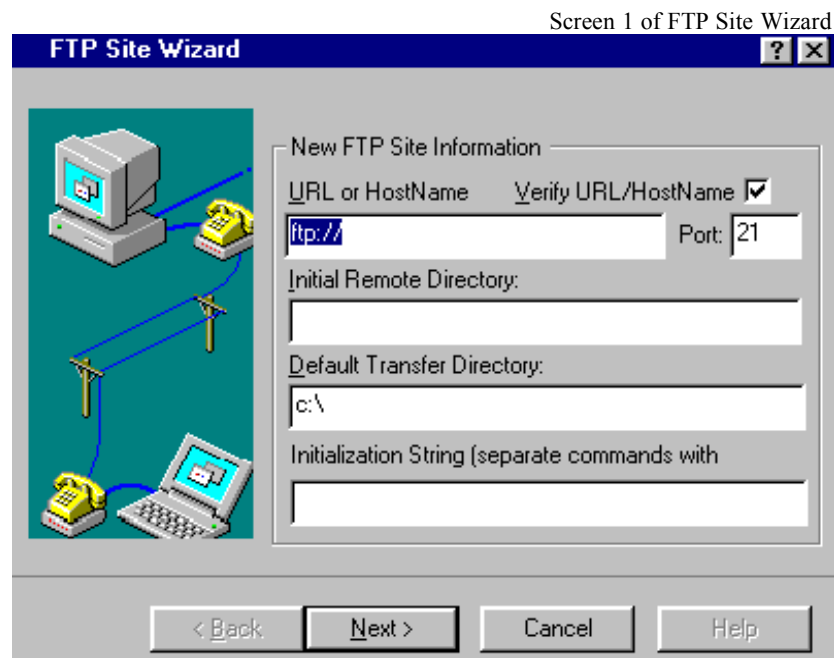 Screen 1 of FTP Site Wizard
FTP Site Wizard
New FTP Site Information
URL or HostName Verify URL/HostName
ftp:// Port: 21
Initial Remote Directory:
Default Transfer Directory:
c:\
Initialization String (separate commands with
< Back Next > Cancel Help